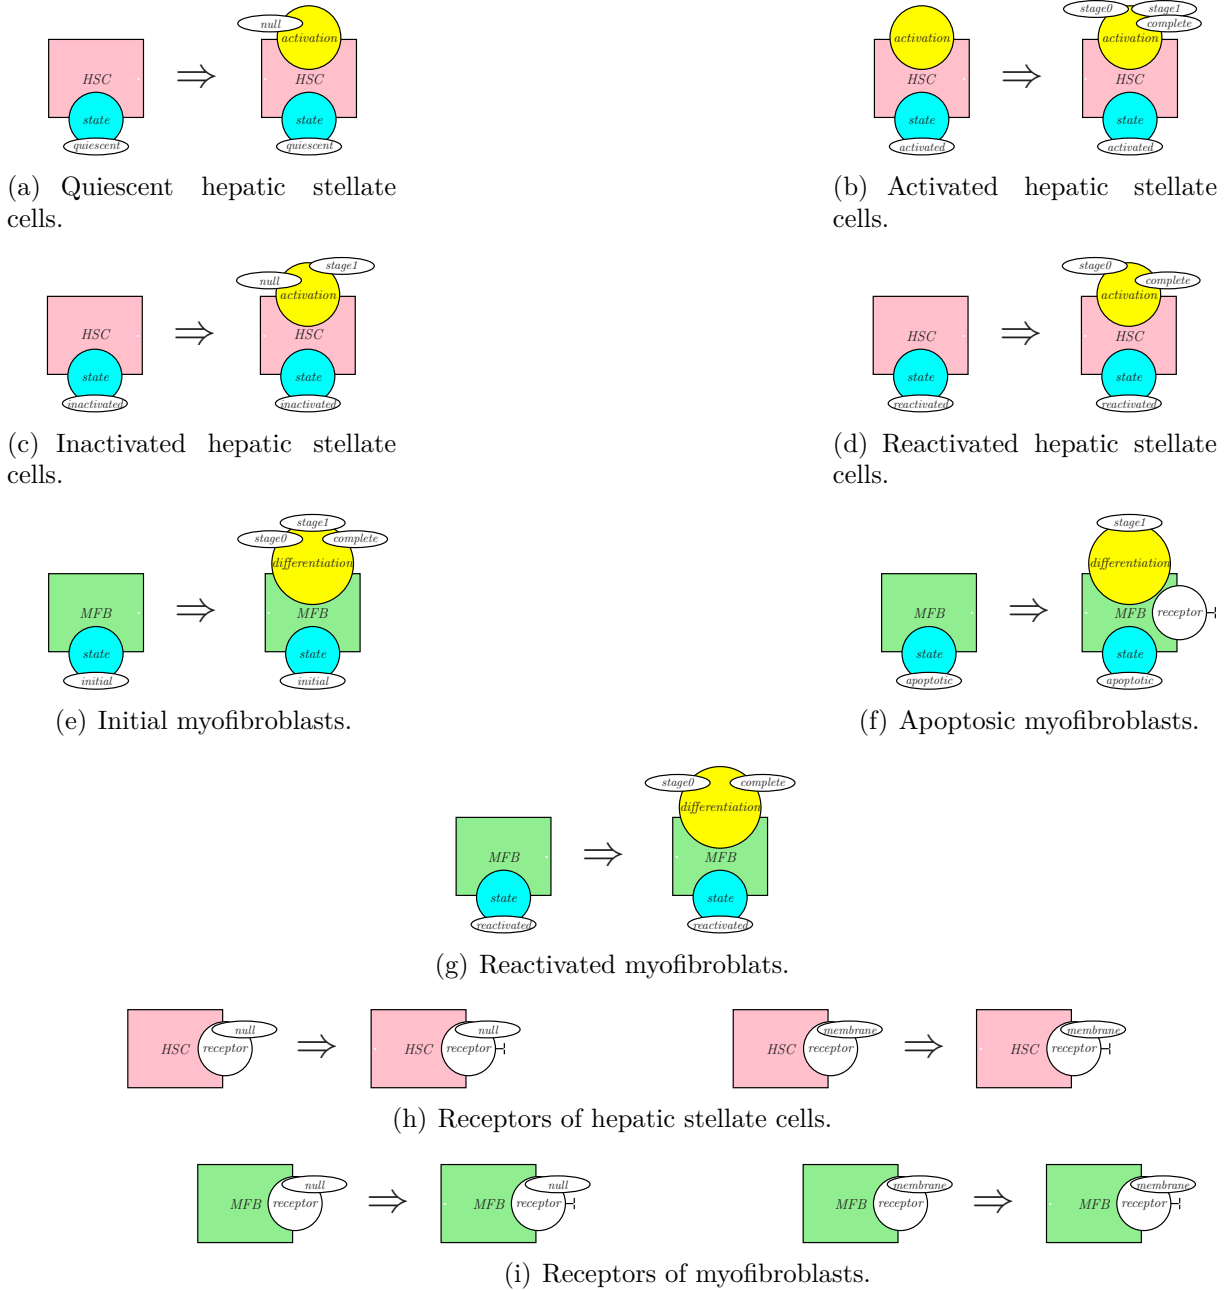 null
activation
HSC
HSC
state
state
quiescent
quiescent
(a) Quiescent hepatic stellate
cells.
stage0
stage1
complete
activation
activation
HSC
HSC
state
state
activated
activated
(b) Activated hepatic stellate
cells.
stage1
null
activation
HSC
HSC
state
state
inactivated
inactivated
(c) Inactivated hepatic stellate
cells.
stage0
complete
activation
HSC
HSC
state
state
reactivated
reactivated
(d) Reactivated hepatic stellate
cells.
stage1
stage0
complete
differentiation
MFB
MFB
state
state
initial
initial
(e) Initial myofibroblasts.
stage1
differentiation
MFB
MFB
receptor
state
state
apoptotic
apoptotic
(f) Apoptosic myofibroblasts.
stage0
complete
differentiation
MFB
MFB
state
state
reactivated
reactivated
(g) Reactivated myofibroblats.
null
HSC
receptor
null
HSC
receptor
membrane
HSC
receptor
membrane
HSC
receptor
(h) Receptors of hepatic stellate cells.
null
MFB
receptor
null
MFB
receptor
membrane
MFB
receptor
membrane
MFB
receptor
(i) Receptors of myofibroblasts.